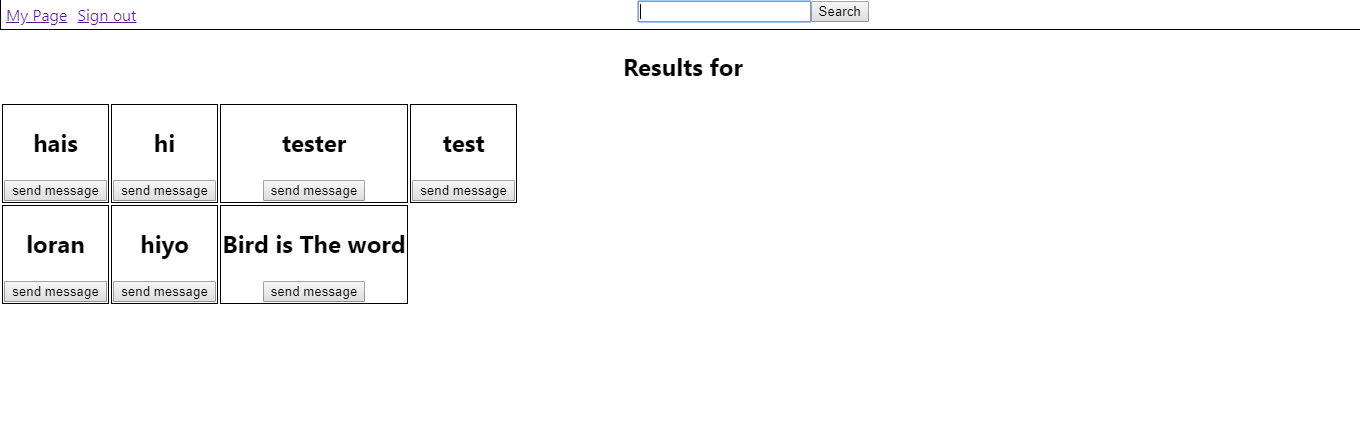 My Page Sign out Search
Results for
hais hi tester test
send message send message send message send message
loran hiyo Bird is The word
send message send message send message